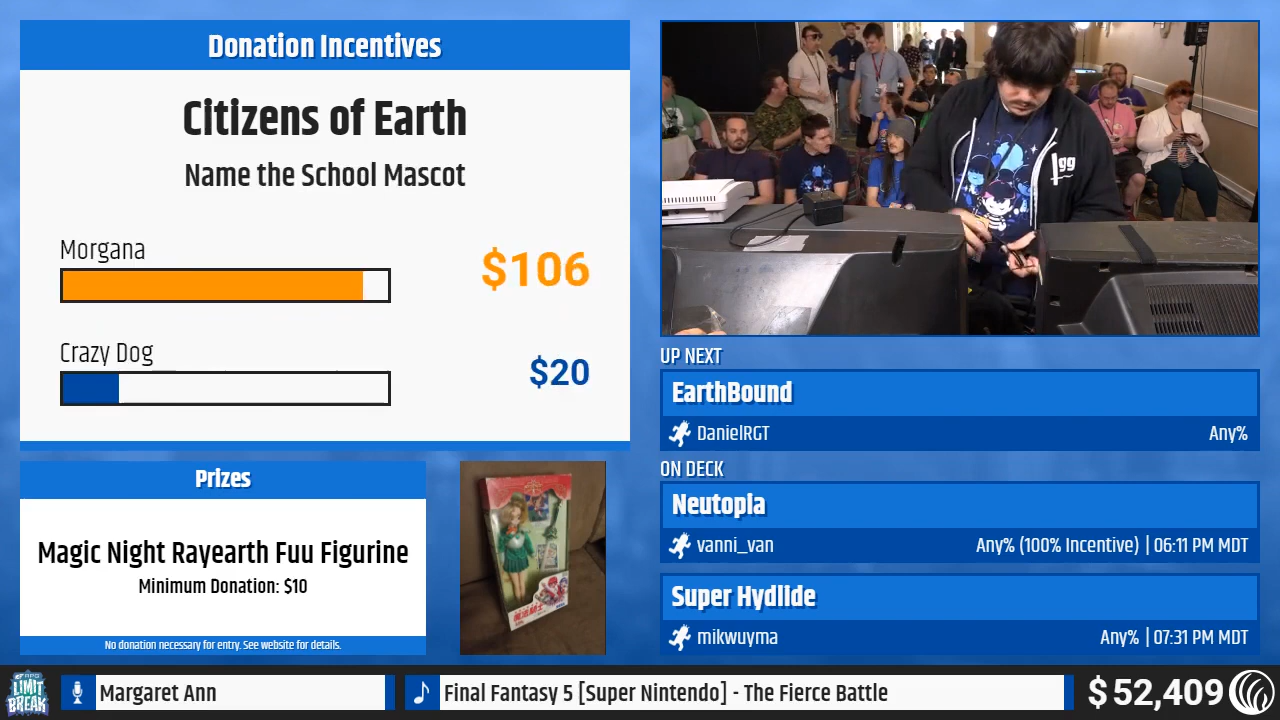 Donation Incentives
Citizens of Earth
Name the School Mascot
Morgana
$106
Crazy Dog
$20
Prizes
Magic Night Rayearth Fuu Figurine
Minimum Donation: $10
No donation necessary for entry. See website for details.
gg
UP NEXT
EarthBound
DanielRGT Any%
ON DECK
Neutopia
vanni_van Any% (100% Incentive) | 06:11 PM MDT
Super Hydlide
mikwuyma Any% | 07:31 PM MDT
RPG
LIMIT
BREAK
Margaret Ann
Final Fantasy 5 [Super Nintendo] - The Fierce Battle
$52,409